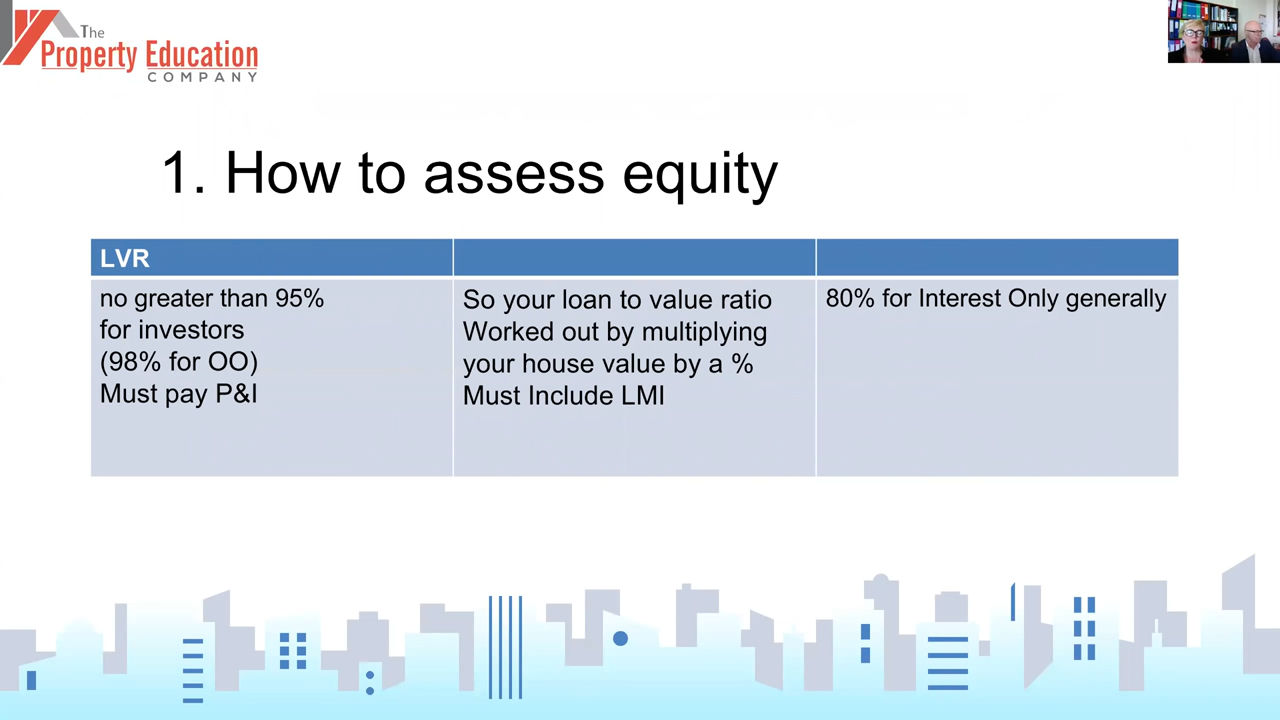 The
Property Education
COMPANY
1. How to assess equity
LVR
no greater than 95%
for investors
(98% for OO)
Must pay P&I
So your loan to value ratio
Worked out by multiplying
your house value by a %
Must Include LMI
80% for Interest Only generally